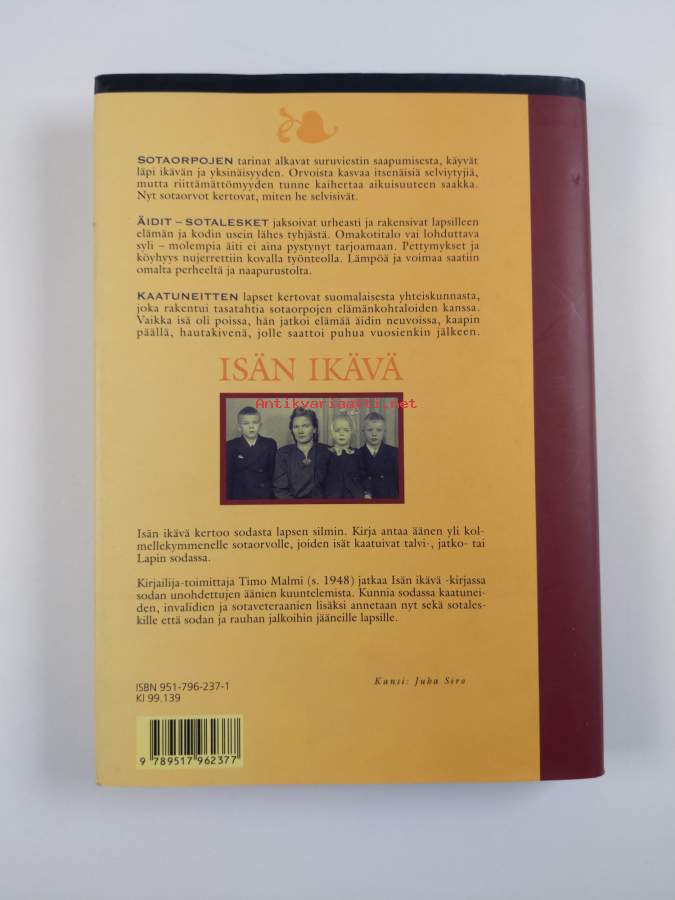 SOTAORPOJEN tarinat alkavat suruviestin saapumisesta, käyvät
läpi ikävän ja yksinäisyyden. Orvoista kasvaa itsenäisiä selviytyjiä,
mutta riittämättömyyden tunne kaihertaa aikuisuuteen saakka.
Nyt sotaorvot kertovat, miten he selvisivät.
ÄIDIT – SOTALESKET jaksoivat urheasti ja rakensivat lapsilleen
elämän ja kodin usein lähes tyhjästä. Omakotitalo vai lohduttava
syli – molempia äiti ei aina pystynyt tarjoamaan. Pettymykset ja
köyhyys nujerrettiin kovalla työnteolla. Lämpöä ja voimaa saatiin
omalta perheeltä ja naapurustolta.
KAATUNEITTEN lapset kertovat suomalaisesta yhteiskunnasta,
joka rakentui tasatahtia sotaorpojen elämänkohtaloiden kanssa.
Vaikka isä oli poissa, hän jatkoi elämää äidin neuvoissa, kaapin
päällä, hautakivenä, jolle saattoi puhua vuosienkin jälkeen.
ISÄN IKÄVÄ
Antikvariaatti.net
Isän ikävä kertoo sodasta lapsen silmin. Kirja antaa äänen yli kol-
mellekymmenelle sotaorvolle, joiden isät kaatuivat talvi-, jatko- tai
Lapin sodassa.
Kirjailija-toimittaja Timo Malmi (s. 1948) jatkaa Isän ikävä -kirjassa
sodan unohdettujen äänien kuuntelemista. Kunnia sodassa kaatunei-
den, invalidien ja sotaveteraanien lisäksi annetaan nyt sekä sotales-
kille että sodan ja rauhan jalkoihin jääneille lapsille.
ISBN 951-796-237-1
Kl 99.139
Kansi: Juha Siro
9 789517 962377